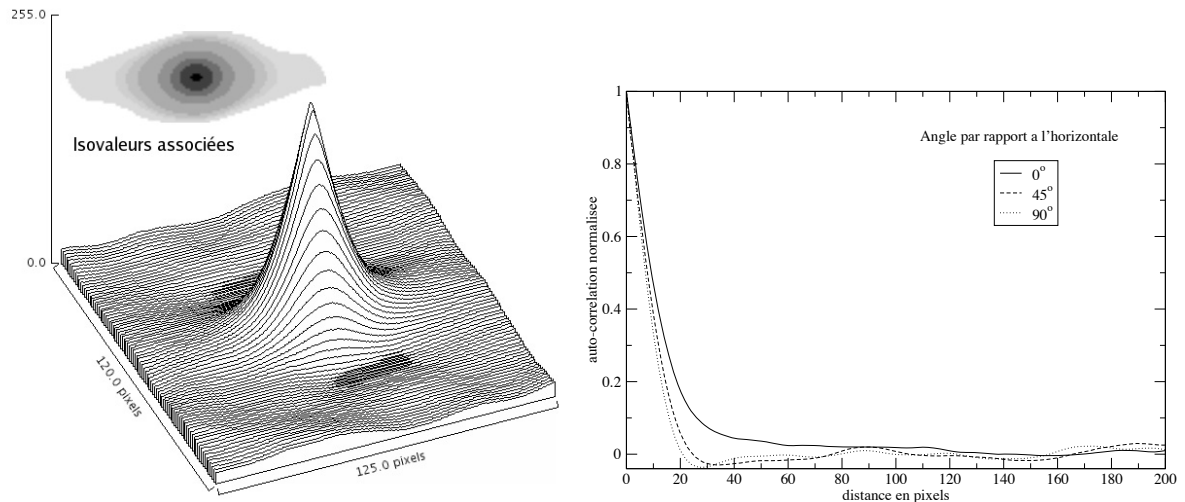 255.0
Isovaleurs associées
0.0
120.0 pixels
125.0 pixels
auto-correlation normalisee
1
0.8
0.6
0.4
0.2
0
Angle par rapport a l'horizontale
0°
45°
90°
0 20 40 60 80 100 120 140 160 180 200
distance en pixels